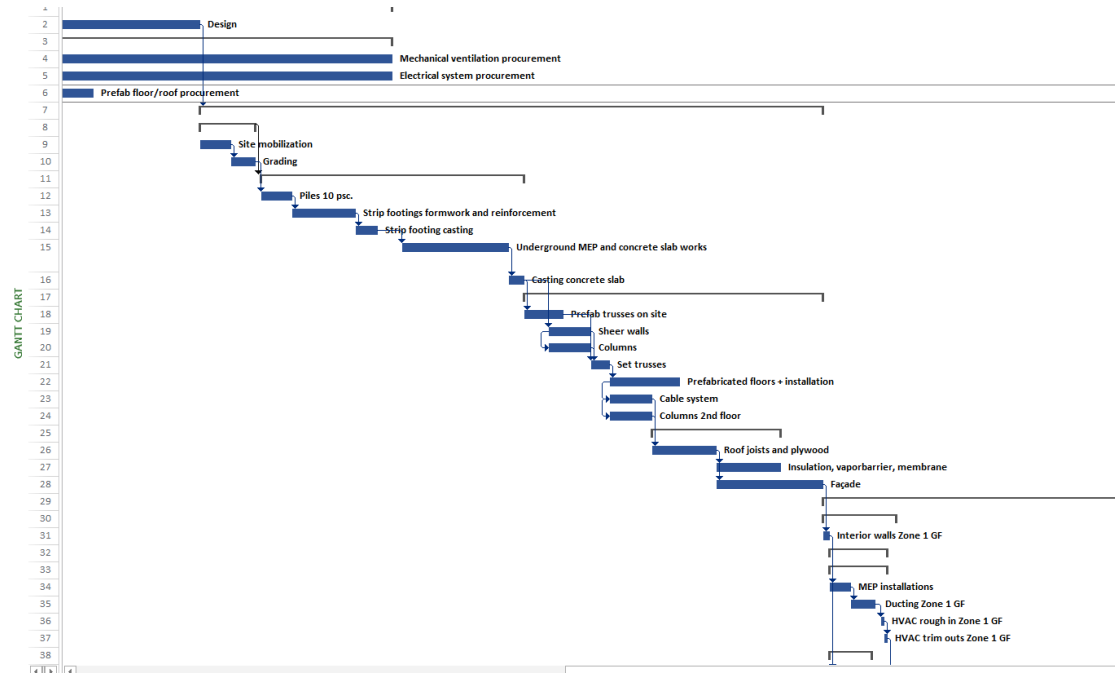 1
2 Design
3
4 Mechanical ventilation procurement
5 Electrical system procurement
6 Prefab floor/roof procurement
7
8
9 Site mobilization
10 Grading
11
12 Piles 10 psc.
13 Strip footings formwork and reinforcement
14 Strip footing casting
15 Underground MEP and concrete slab works
16 Casting concrete slab
17
18 Prefab trusses on site
19 Sheer walls
20 Columns
21 Set trusses
22 Prefabricated floors + installation
23 Cable system
24 Columns 2nd floor
25
26 Roof joists and plywood
27 Insulation, vaporbarrier, membrane
28 Façade
29
30
31 Interior walls Zone 1 GF
32
33
34 MEP installations
35 Ducting Zone 1 GF
36 HVAC rough in Zone 1 GF
37 HVAC trim outs Zone 1 GF
38
GANTT CHART